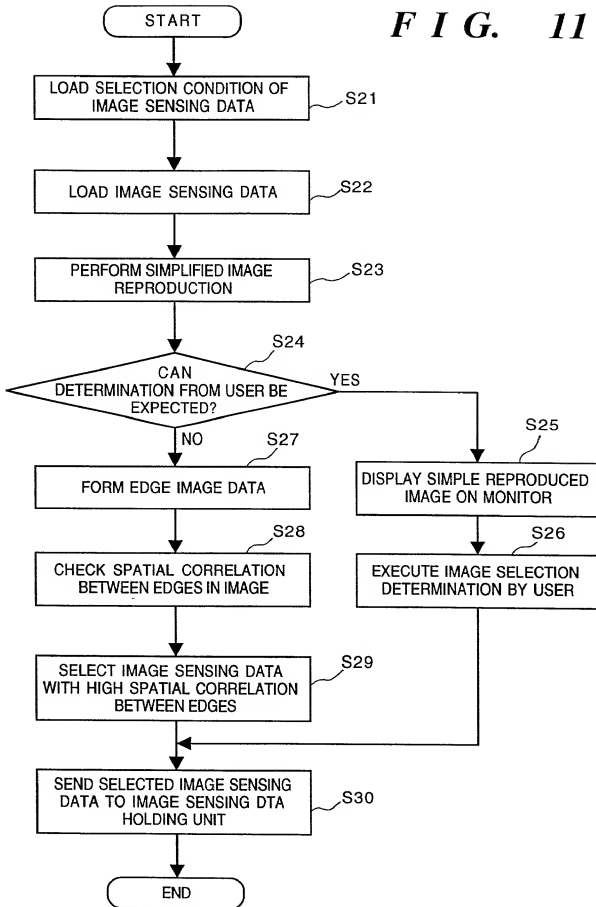 START
F I G. 11
LOAD SELECTION CONDITION OF
IMAGE SENSING DATA
S21
LOAD IMAGE SENSING DATA
S22
PERFORM SIMPLIFIED IMAGE
REPRODUCTION
S23
S24
CAN
DETERMINATION FROM USER BE
EXPECTED?
YES
NO
S27
FORM EDGE IMAGE DATA
S25
DISPLAY SIMPLE REPRODUCED
IMAGE ON MONITOR
S28
CHECK SPATIAL CORRELATION
BETWEEN EDGES IN IMAGE
S26
EXECUTE IMAGE SELECTION
DETERMINATION BY USER
SELECT IMAGE SENSING DATA
WITH HIGH SPATIAL CORRELATION
BETWEEN EDGES
S29
SEND SELECTED IMAGE SENSING
DATA TO IMAGE SENSING DTA
HOLDING UNIT
S30
END